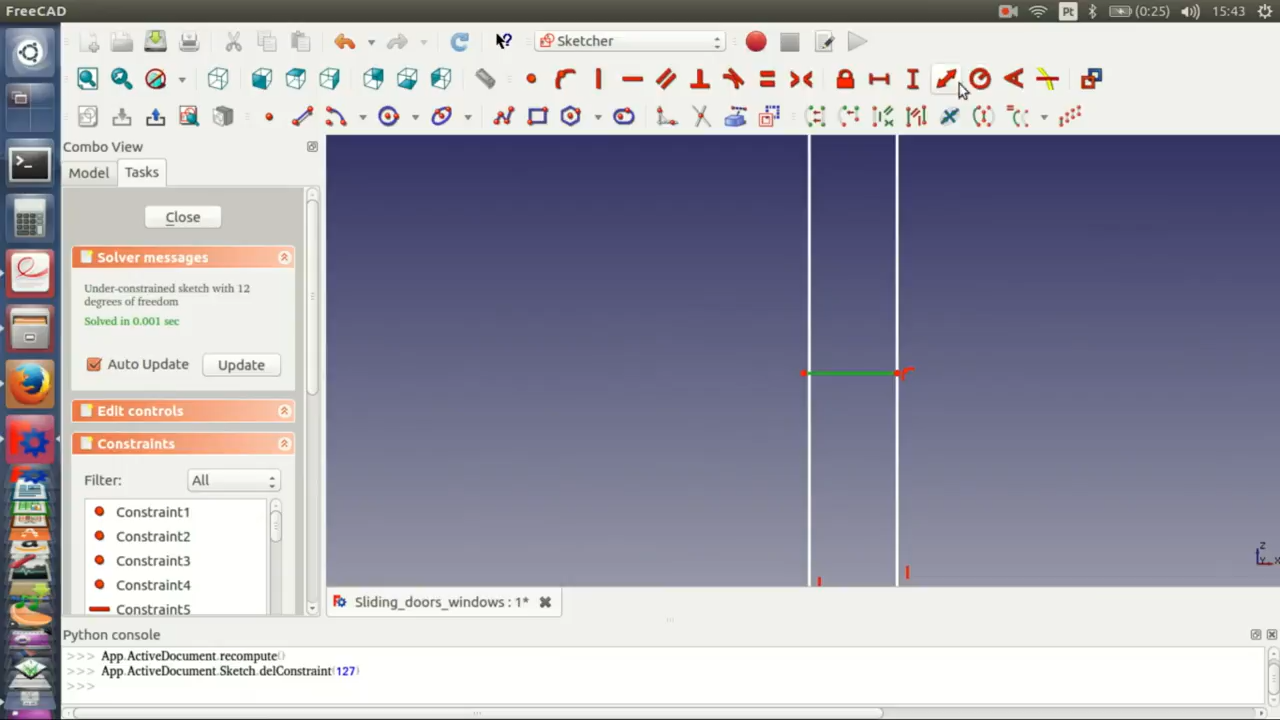 FreeCAD
Pt
(0:25)
15:43
Sketcher
Combo View
Model
Tasks
Close
Solver messages
Under-constrained sketch with 12
degrees of freedom
Solved in 0.001 sec
Auto Update
Update
Edit controls
Constraints
Filter:
All
Constraint1
Constraint2
Constraint3
Constraint4
Constraint5
z
Y
x
Sliding_doors_windows : 1*
Python console
>>> App.ActiveDocument.recompute()
>>> App.ActiveDocument.Sketch.delConstraint(127)
>>>